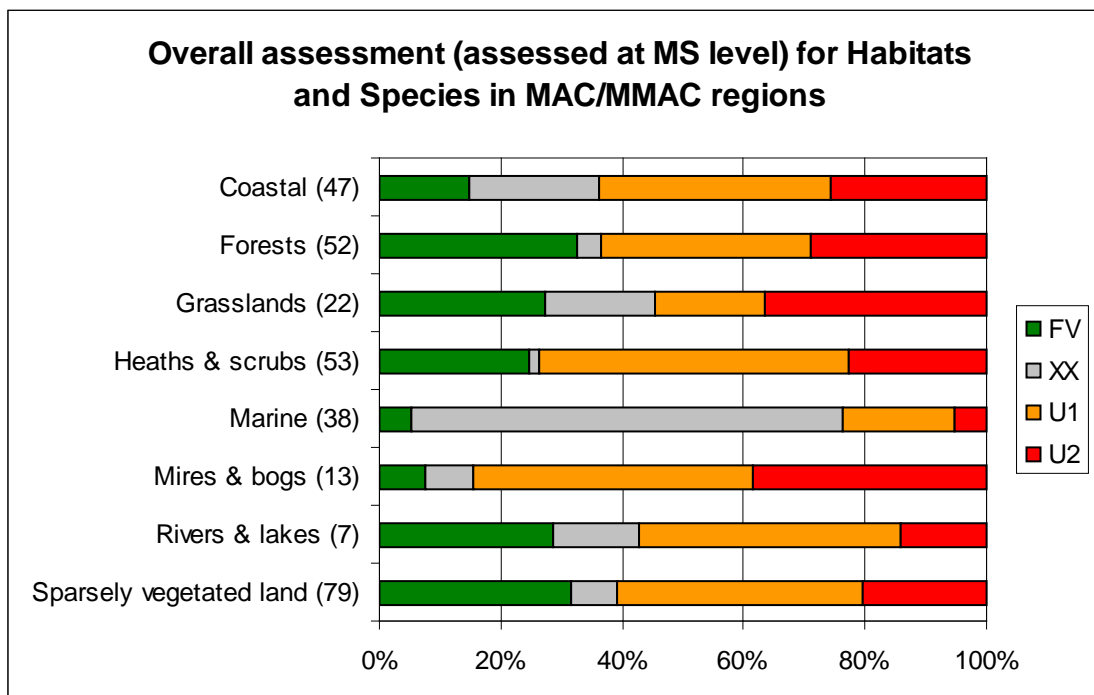 Overall assessment (assessed at MS level) for Habitats
and Species in MAC/MMAC regions
Coastal (47)
Forests (52)
Grasslands (22)
Heaths & scrubs (53)
Marine (38)
Mires & bogs (13)
Rivers & lakes (7)
Sparsely vegetated land (79)
0% 20% 40% 60% 80% 100%
FV
XX
U1
U2